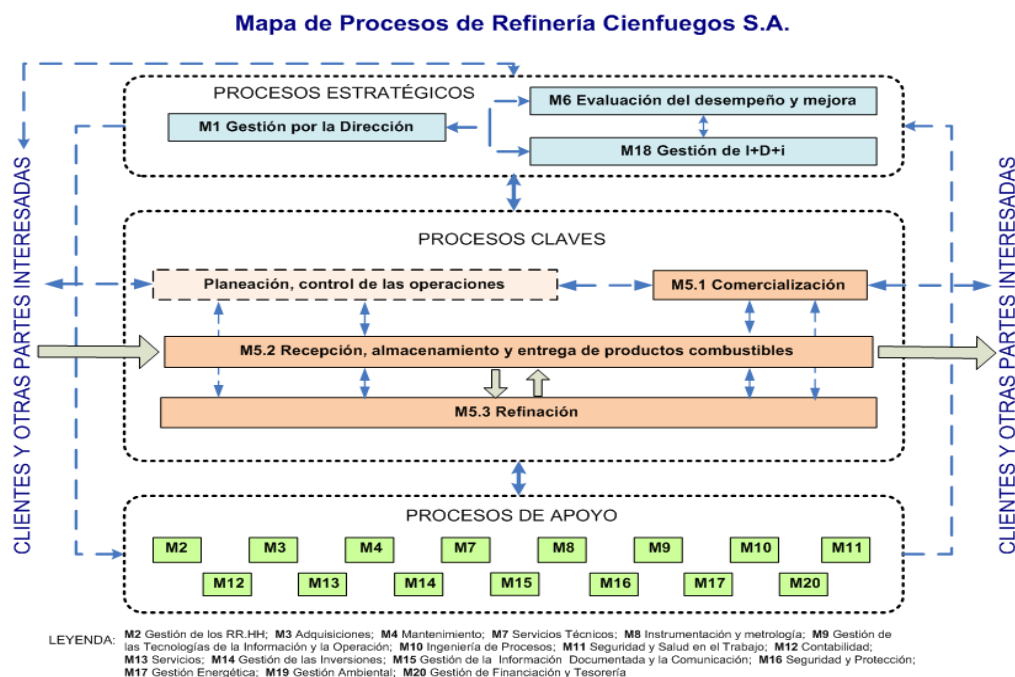 Mapa de Procesos de Refinería Cienfuegos S.A.
CLIENTES Y OTRAS PARTES INTERESADAS
PROCESOS ESTRATÉGICOS
M6 Evaluación del desempeño y mejora
M1 Gestión por la Dirección
M18 Gestión de I+D+i
PROCESOS CLAVES
Planeación, control de las operaciones
M5.1 Comercialización
M5.2 Recepción, almacenamiento y entrega de productos combustibles
M5.3 Refinación
PROCESOS DE APOYO
M2 M3 M4 M7 M8 M9 M10 M11
M12 M13 M14 M15 M16 M17 M20
CLIENTES Y OTRAS PARTES INTERESADAS
LEYENDA: M2 Gestión de los RR.HH; M3 Adquisiciones; M4 Mantenimiento; M7 Servicios Técnicos; M8 Instrumentación y metrología; M9 Gestión de
las Tecnologías de la Información y la Operación; M10 Ingeniería de Procesos; M11 Seguridad y Salud en el Trabajo; M12 Contabilidad;
M13 Servicios; M14 Gestión de las Inversiones; M15 Gestión de la Información Documentada y la Comunicación; M16 Seguridad y Protección;
M17 Gestión Energética; M19 Gestión Ambiental; M20 Gestión de Financiación y Tesorería